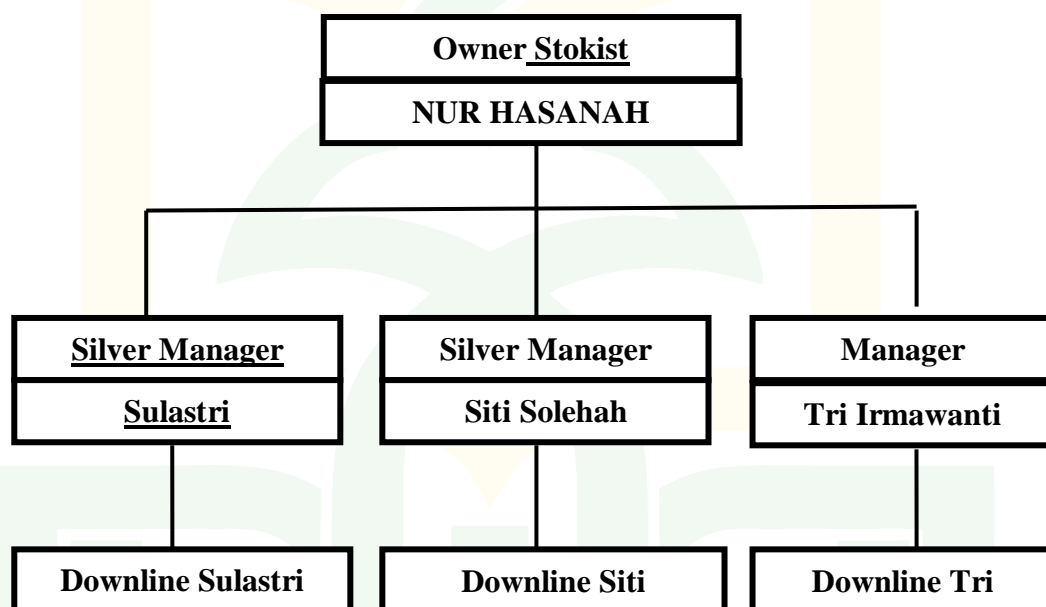 Owner Stokist
NUR HASANAH
Silver Manager
Sulastri
Silver Manager
Siti Solehah
Manager
Tri Irmawanti
Downline Sulastri
Downline Siti
Downline Tri